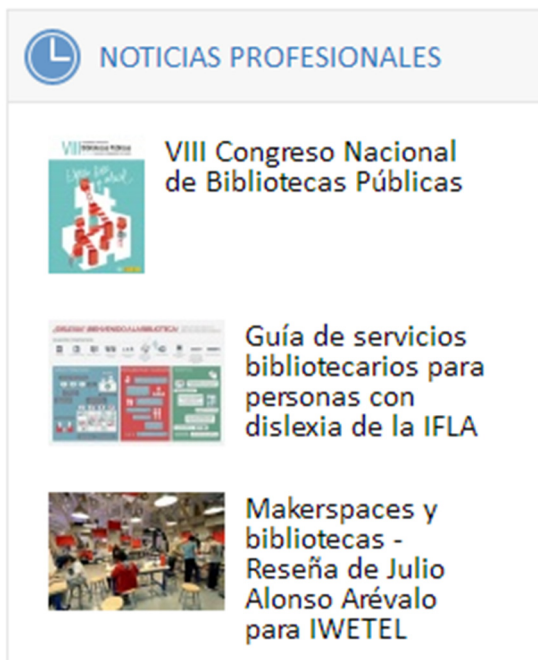 NOTICIAS PROFESIONALES
VIII Congreso Nacional
de Bibliotecas Públicas
Guía de servicios
bibliotecarios para
personas con
dislexia de la IFLA
Makerspaces y
bibliotecas -
Reseña de Julio
Alonso Arévalo
para IWETEL